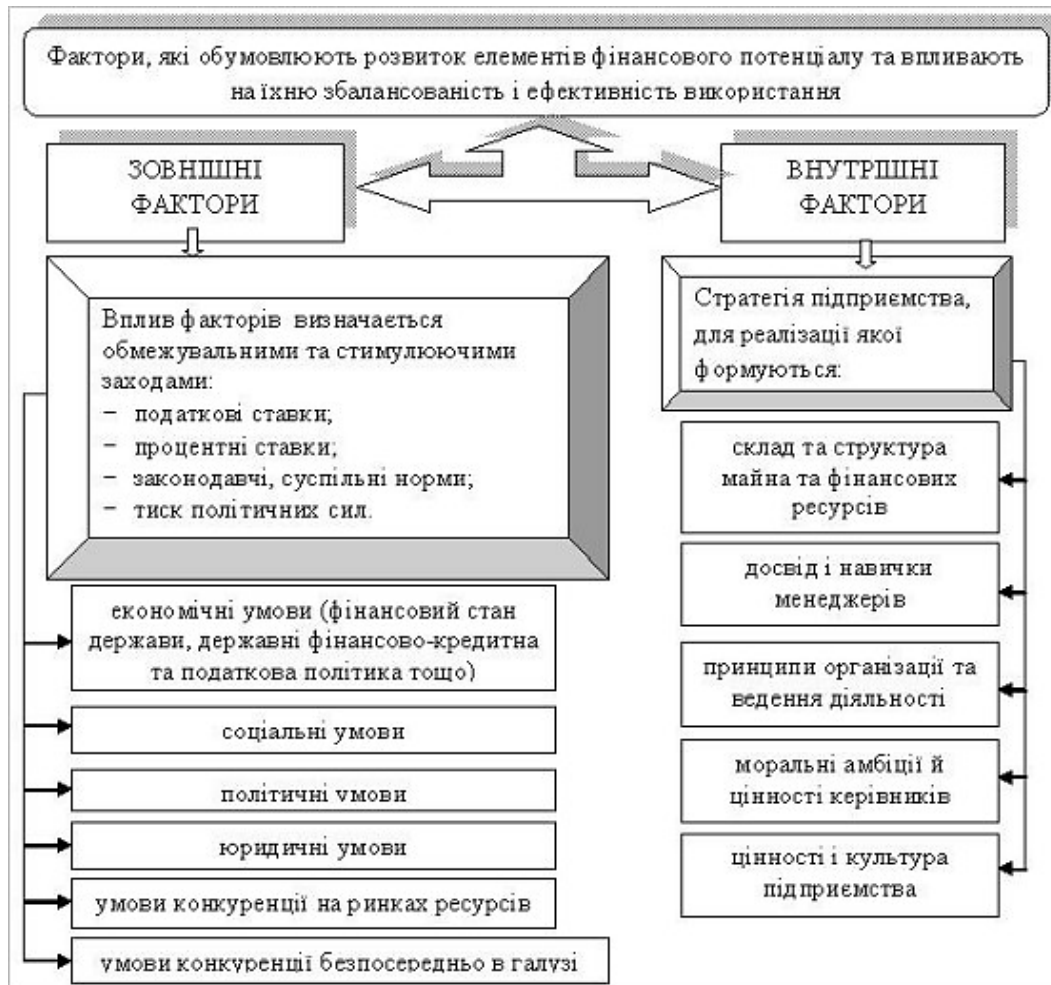 Фактори, які обумовлюють розвиток елементів фінансового потенціалу та впливають
на їхню збалансованість і ефективність використання
ЗОВНІШНІ
ФАКТОРИ
Вплив факторів визначається
обмежувальними та стимулюючими
заходами:
− податкові ставки;
− процентні ставки;
− законодавчі, суспільні норми;
− тиск політичних сил.
економічні умови (фінансовий стан
держави, державні фінансово-кредитна
та податкова політика тощо)
соціальні умови
політичні умови
юридичні умови
умови конкуренції на ринках ресурсів
умови конкуренції безпосередньо в галузі
ВНУТРІШНІ
ФАКТОРИ
Стратегія підприємства,
для реалізації якої
формуються:
склад та структура
майна та фінансових
ресурсів
досвід і навички
менеджерів
принципи організації та
ведення діяльності
моральні амбіції й
цінності керівників
цінності і культура
підприємства